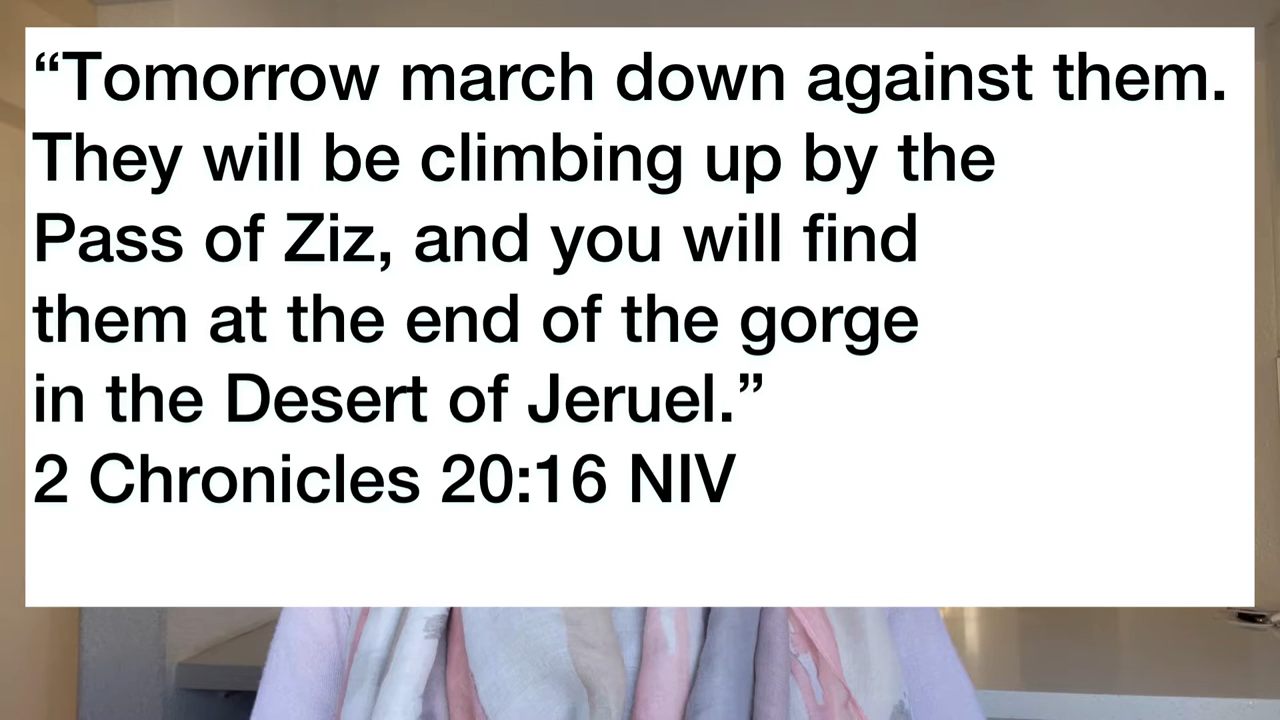 “Tomorrow march down against them.
They will be climbing up by the
Pass of Ziz, and you will find
them at the end of the gorge
in the Desert of Jeruel.”
2 Chronicles 20:16 NIV